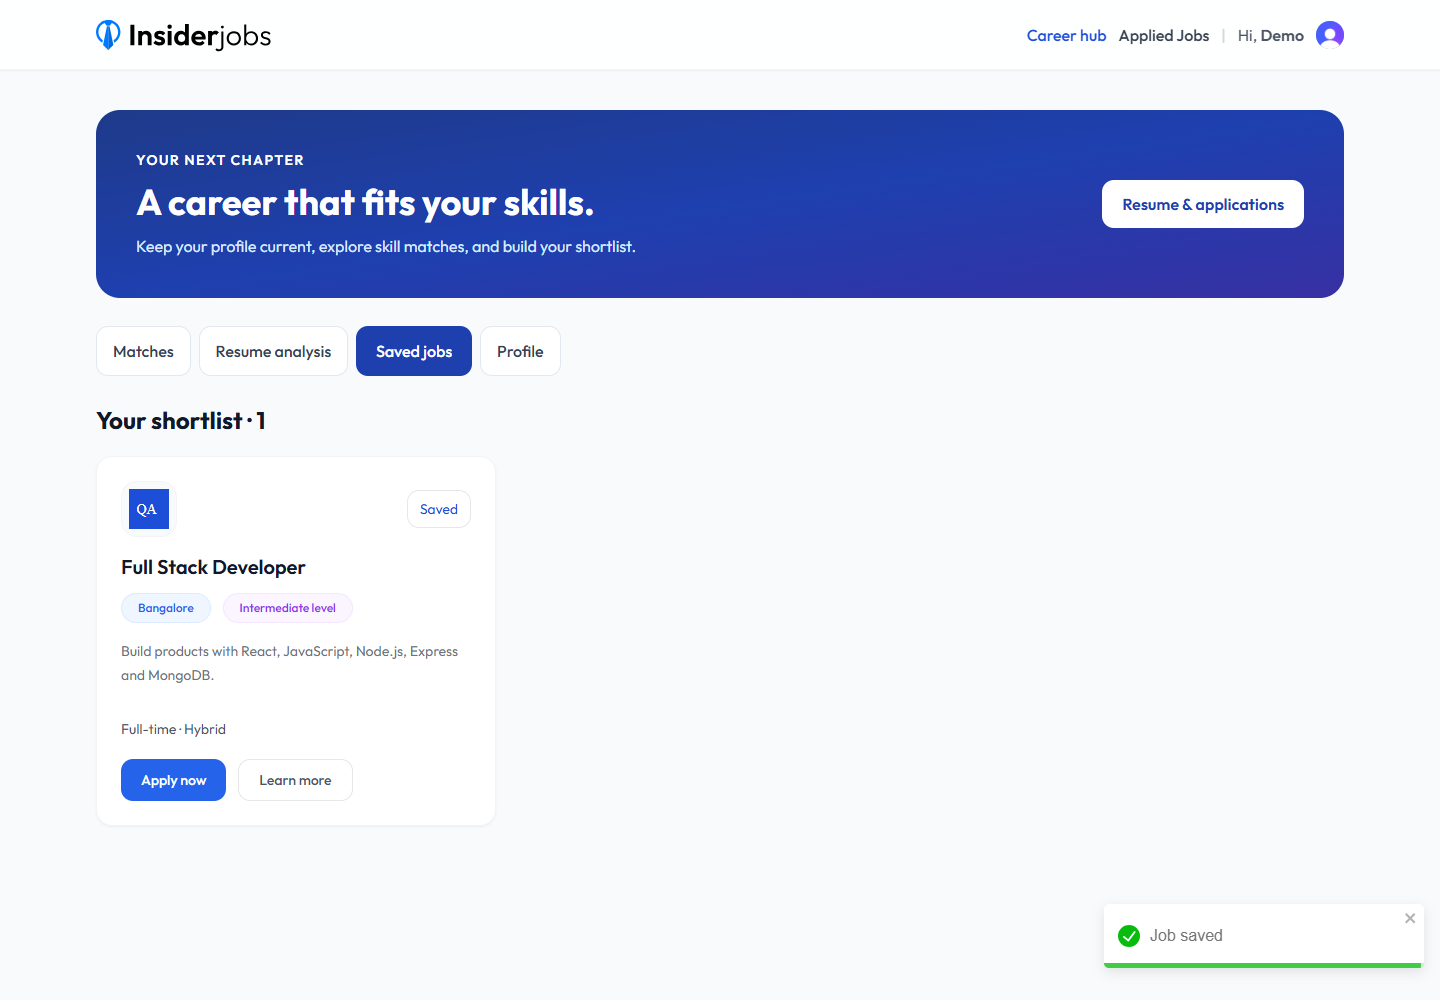 Insiderjobs
Career hub
Applied Jobs
|
Hi, Demo
YOUR NEXT CHAPTER
A career that fits your skills.
Keep your profile current, explore skill matches, and build your shortlist.
Resume & applications
Matches
Resume analysis
Saved jobs
Profile
Your shortlist · 1
QA
Saved
Full Stack Developer
Bangalore
Intermediate level
Build products with React, JavaScript, Node.js, Express
and MongoDB.
Full-time · Hybrid
Apply now
Learn more
Job saved